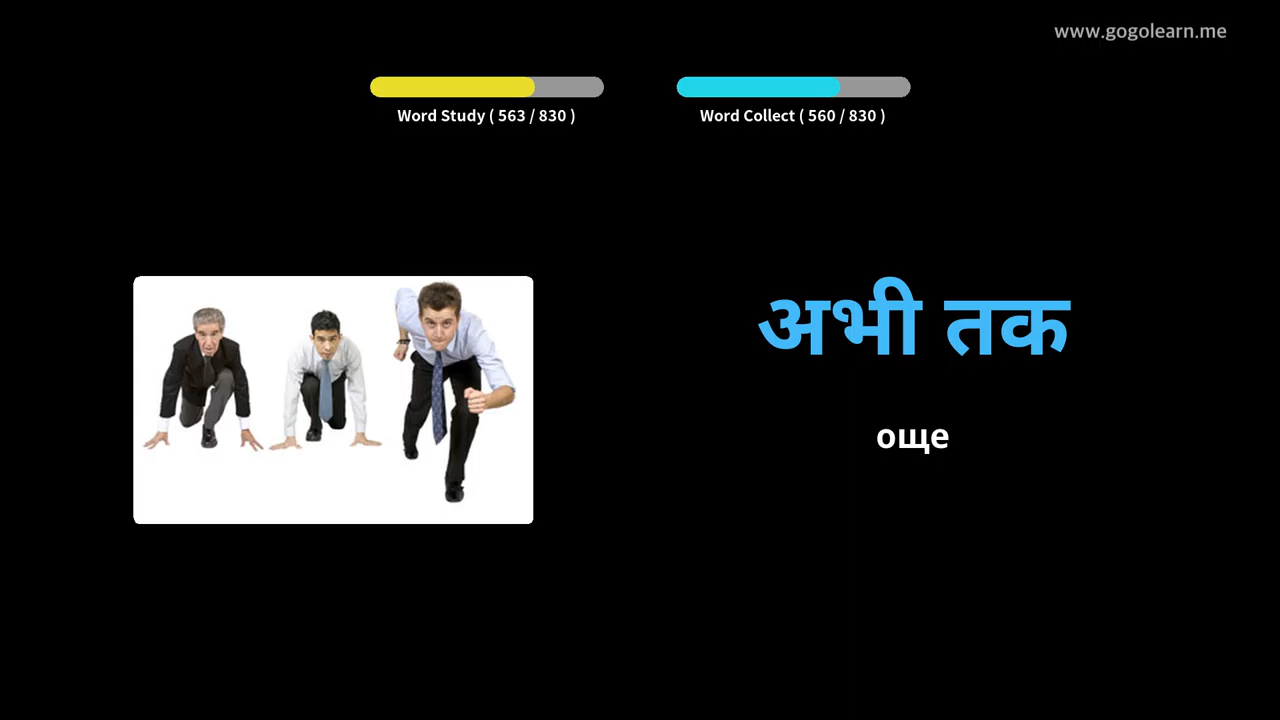 www.gogolearn.me
Word Study ( 563 / 830 )
Word Collect ( 560 / 830 )
अभी तक
още